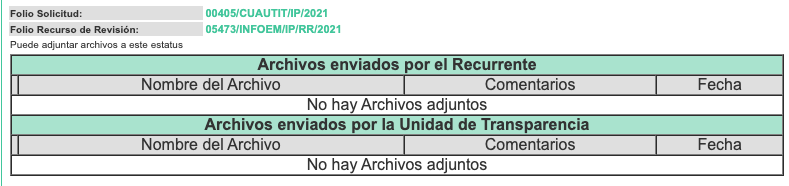 Folio Solicitud: 00405/CUAUTIT/IP/2021
Folio Recurso de Revisión: 05473/INFOEM/IP/RR/2021
Puede adjuntar archivos a este estatus
Archivos enviados por el Recurrente
Nombre del Archivo Comentarios Fecha
No hay Archivos adjuntos
Archivos enviados por la Unidad de Transparencia
Nombre del Archivo Comentarios Fecha
No hay Archivos adjuntos